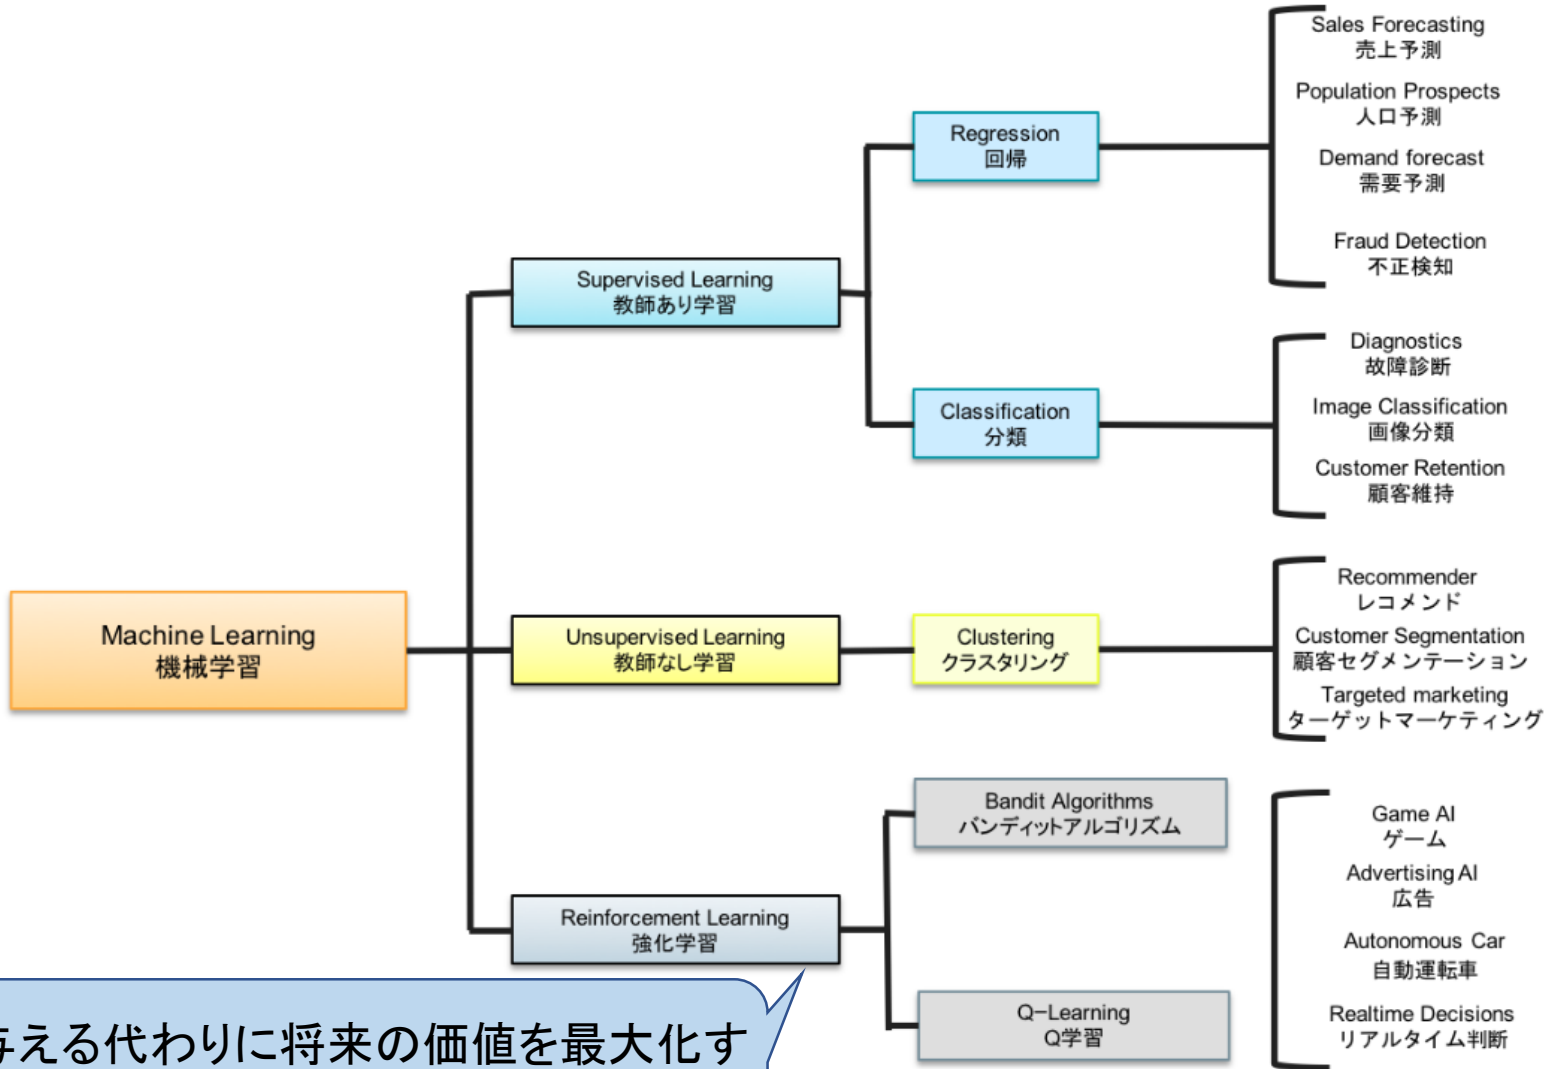 Machine Learning
機械学習
Supervised Learning
教師あり学習
Regression
回帰
Sales Forecasting
売上予測
Population Prospects
人口予測
Demand forecast
需要予測
Fraud Detection
不正検知
Classification
分類
Diagnostics
故障診断
Image Classification
画像分類
Customer Retention
顧客維持
Unsupervised Learning
教師なし学習
Clustering
クラスタリング
Recommender
レコメンド
Customer Segmentation
顧客セグメンテーション
Targeted marketing
ターゲットマーケティング
Reinforcement Learning
強化学習
Bandit Algorithms
バンディットアルゴリズム
Q−Learning
Q学習
Game AI
ゲーム
Advertising AI
広告
Autonomous Car
自動運転車
Realtime Decisions
リアルタイム判断
与える代わりに将来の価値を最大化す